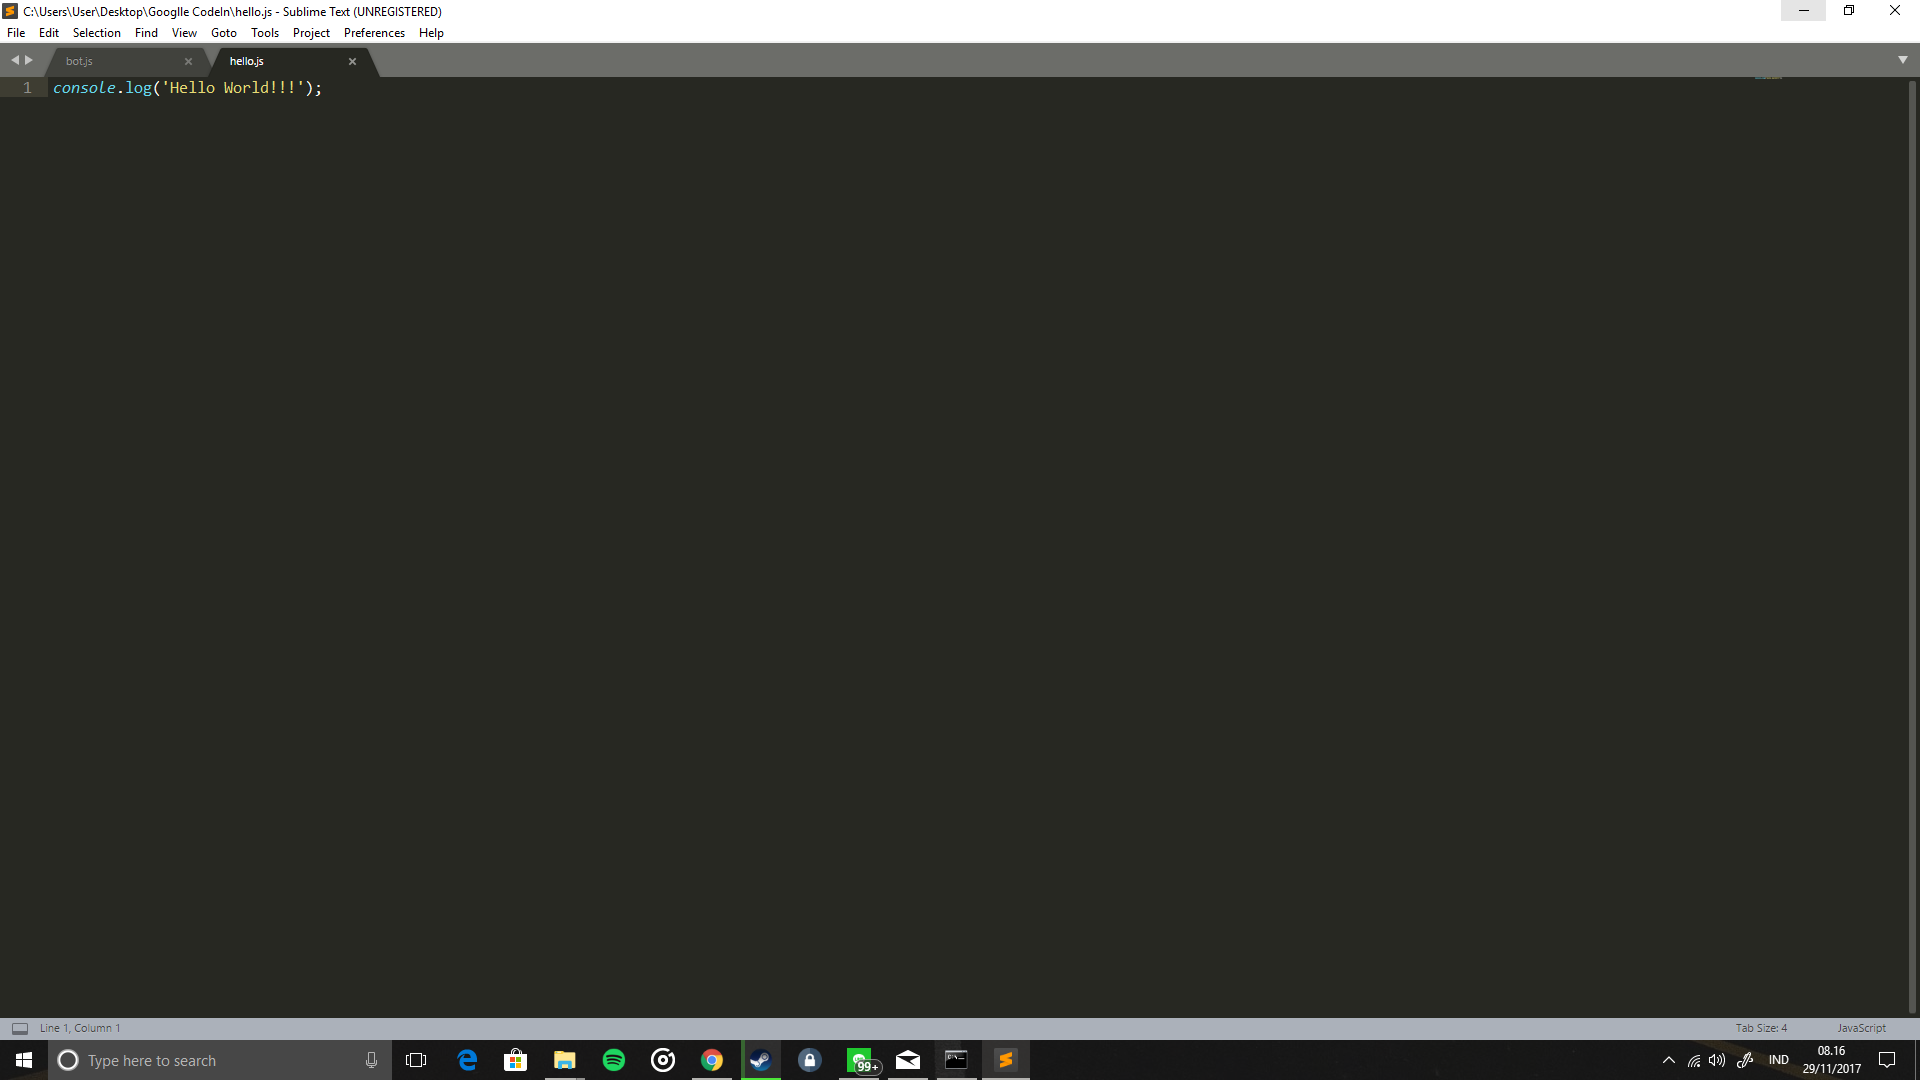 C:\Users\User\Desktop\Googlle CodeIn\hello.js - Sublime Text (UNREGISTERED)
File Edit Selection Find View Goto Tools Project Preferences Help
bot.js hello.js
1 console.log('Hello World!!!');
Line 1, Column 1 Tab Size: 4 JavaScript
Type here to search 99+ IND 08.16
29/11/2017